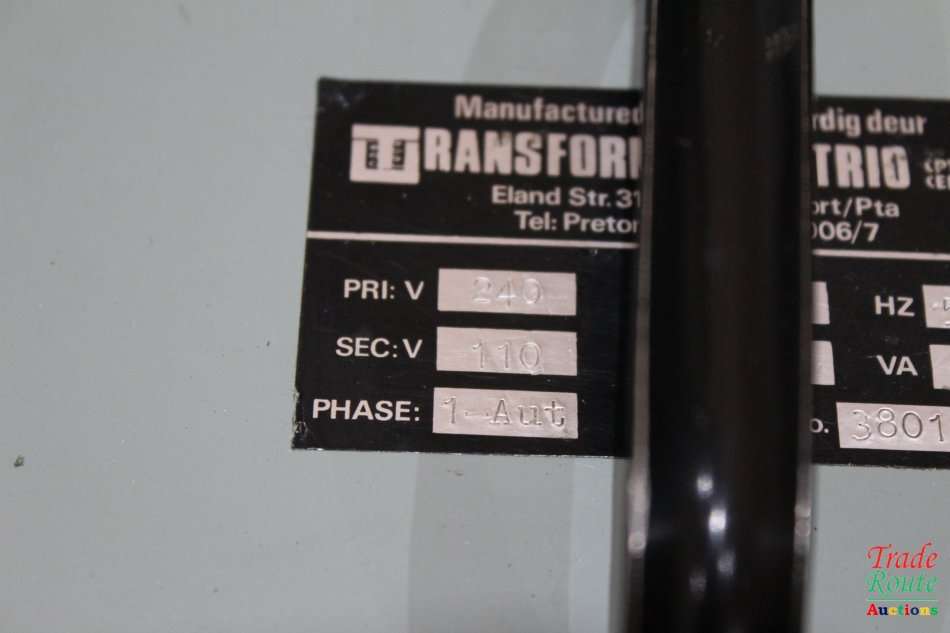 Manufactured rdig deur
TRANSFOR TRIO
Eland Str. 31 ort/Pta
Tel: Pretor 006/7
PRI: V 240 HZ
SEC: V 110 VA
PHASE: 1-Aut o. 3801
Trade
Route
Auctions